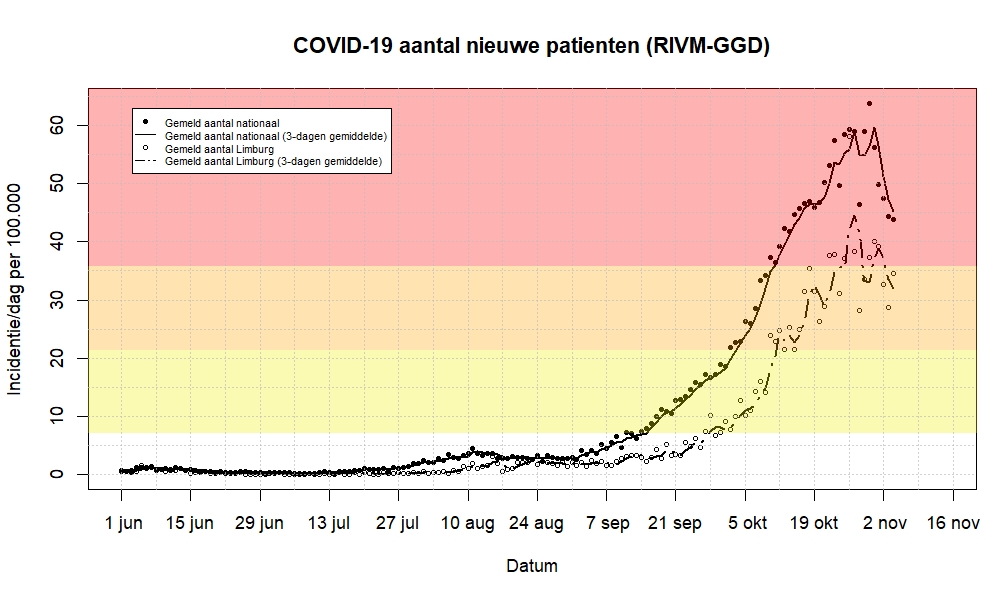 COVID-19 aantal nieuwe patienten (RIVM-GGD)
Gemeld aantal nationaal
Gemeld aantal nationaal (3-dagen gemiddelde)
Gemeld aantal Limburg
Gemeld aantal Limburg (3-dagen gemiddelde)
Incidentie/dag per 100.000
60
50
40
30
20
10
0
1 jun 15 jun 29 jun 13 jul 27 jul 10 aug 24 aug 7 sep 21 sep 5 okt 19 okt 2 nov 16 nov
Datum